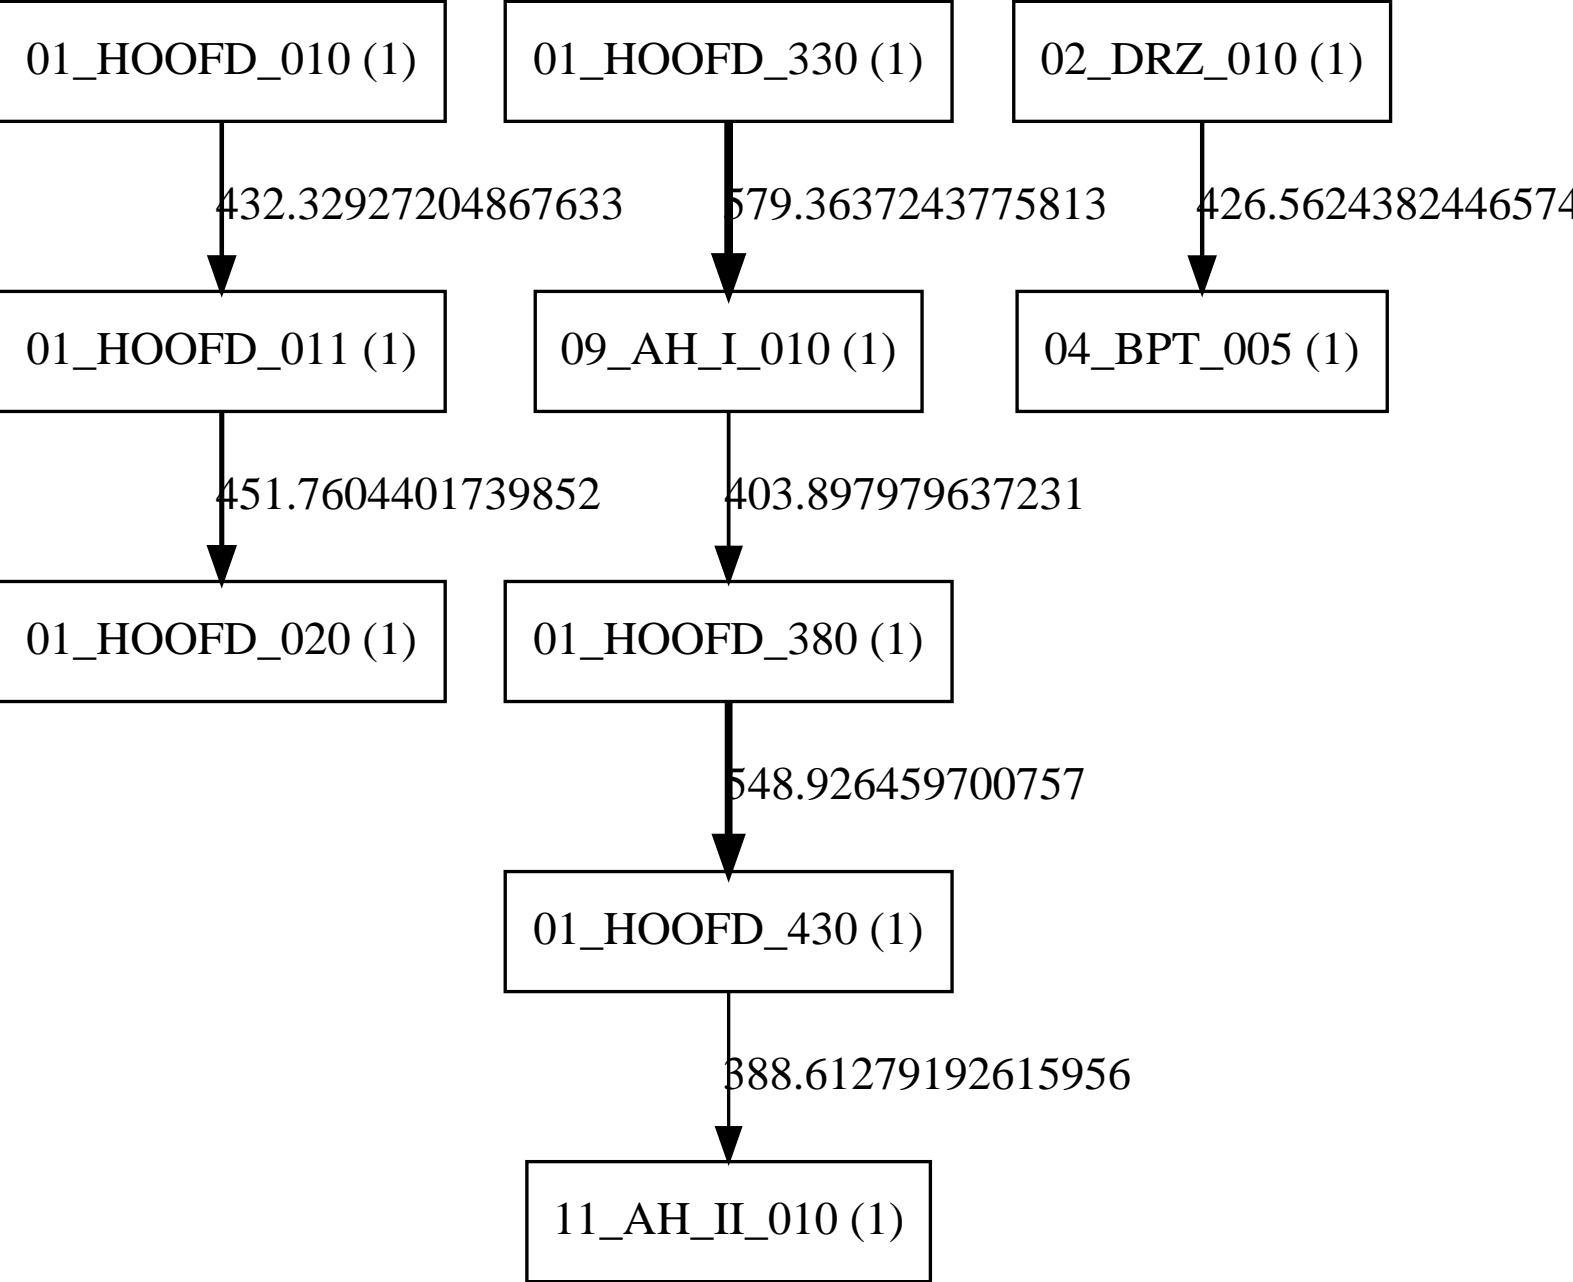 01_HOOFD_010 (1)
01_HOOFD_330 (1)
02_DRZ_010 (1)
432.32927204867633
579.3637243775813
426.5624382446574
01_HOOFD_011 (1)
09_AH_I_010 (1)
04_BPT_005 (1)
451.7604401739852
403.897979637231
01_HOOFD_020 (1)
01_HOOFD_380 (1)
548.926459700757
01_HOOFD_430 (1)
388.61279192615956
11_AH_II_010 (1)